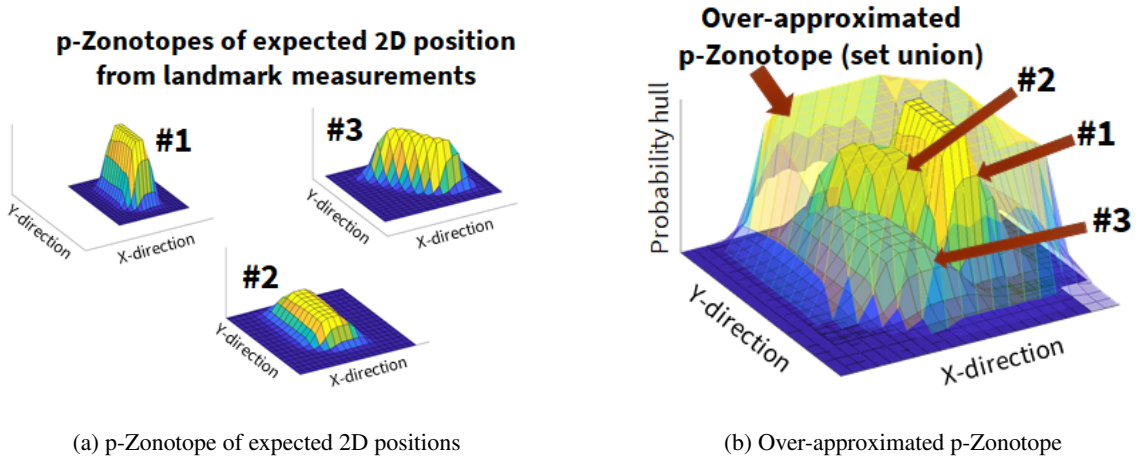 p-Zonotopes of expected 2D position
from landmark measurements
#1
Y-direction
X-direction
#3
Y-direction
X-direction
#2
Y-direction
X-direction
(a) p-Zonotope of expected 2D positions
Over-approximated
p-Zonotope (set union)
#2
#1
#3
Probability hull
Y-direction
X-direction
(b) Over-approximated p-Zonotope